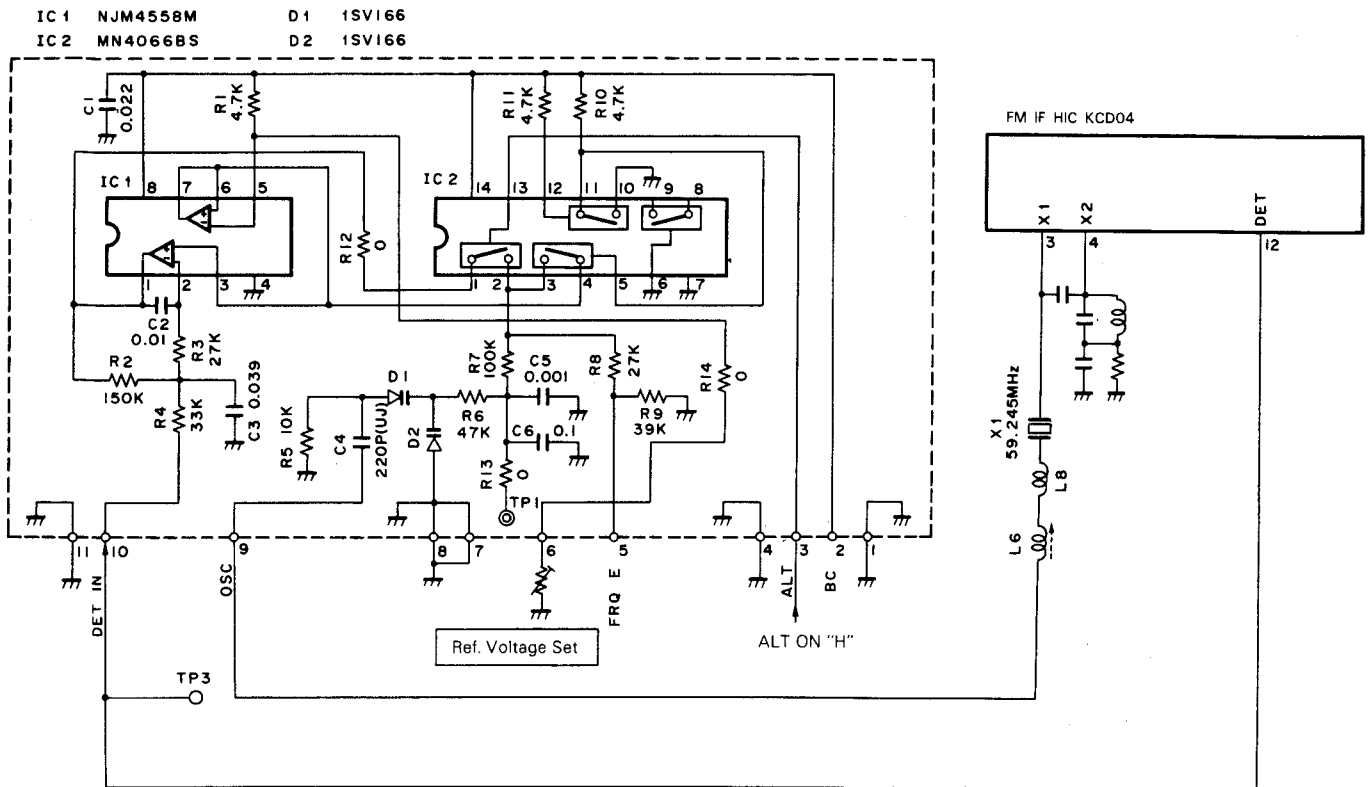 IC1 NJM4558M D1 1SV166
IC2 MN4066BS D2 1SV166
C1 0.022
R1 4.7K
R11 4.7K
R10 4.7K
FM IF HIC KCD04
IC1
8 7 6 5
IC2
14 13 12 11 10 9 8
X1 X2 DET
3 4 12
R12 0
1 2 3 4
1 2 3 4 5 6 7
C2 0.01
R3 27K
R2 150K
R4 33K
C3 0.039
R5 10K
C4 220P(UJ)
D1
D2
R6 47K
R7 100K
C5 0.001
C6 0.1
R13 0
TP1
R8 27K
R9 39K
R14 0
X1 59.245MHz
L8
L6
11 10 9 8 7 6 5 4 3 2 1
DET IN
OSC
FRQ E
ALT
BC
Ref. Voltage Set
ALT ON "H"
TP3